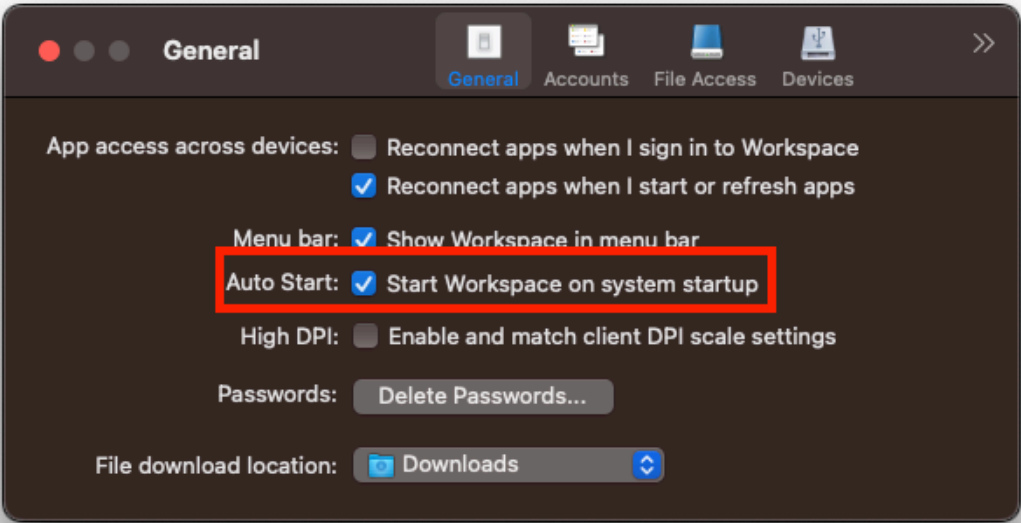 General
General
Accounts
File Access
Devices
App access across devices: Reconnect apps when I sign in to Workspace
Reconnect apps when I start or refresh apps
Menu bar: Show Workspace in menu bar
Auto Start: Start Workspace on system startup
High DPI: Enable and match client DPI scale settings
Passwords: Delete Passwords...
File download location: Downloads